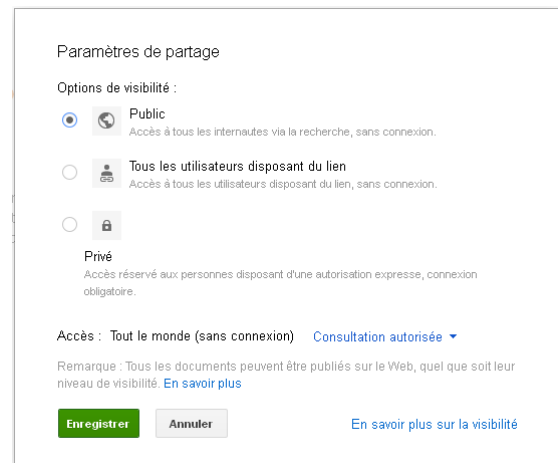 Paramètres de partage
Options de visibilité :
Public
Accès à tous les internautes via la recherche, sans connexion.
Tous les utilisateurs disposant du lien
Accès à tous les utilisateurs disposant du lien, sans connexion.
Privé
Accès réservé aux personnes disposant d'une autorisation expresse, connexion
obligatoire.
Accès : Tout le monde (sans connexion) Consultation autorisée
Remarque : Tous les documents peuvent être publiés sur le Web, quel que soit leur
niveau de visibilité. En savoir plus
Enregistrer Annuler En savoir plus sur la visibilité